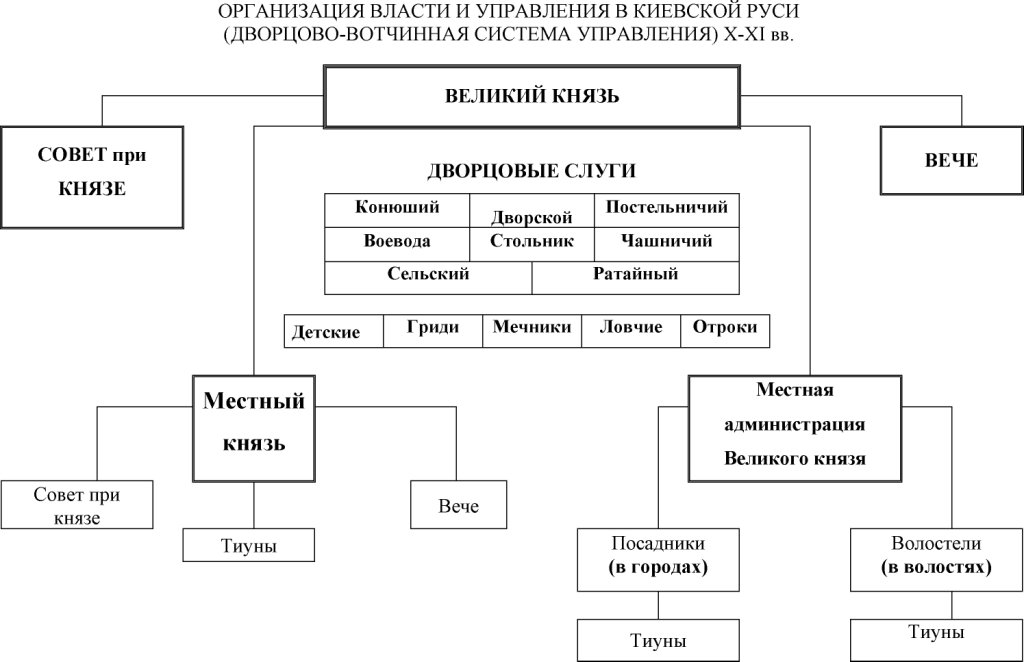 ОРГАНИЗАЦИЯ ВЛАСТИ И УПРАВЛЕНИЯ В КИЕВСКОЙ РУСИ
(ДВОРЦОВО-ВОТЧИННАЯ СИСТЕМА УПРАВЛЕНИЯ) X-XI вв.
ВЕЛИКИЙ КНЯЗЬ
СОВЕТ при
КНЯЗЕ
ВЕЧЕ
ДВОРЦОВЫЕ СЛУГИ
Конюший
Дворской
Постельничий
Воевода
Стольник
Чашничий
Сельский
Ратайный
Детские
Гриди
Мечники
Ловчие
Отроки
Местный
князь
Местная
администрация
Великого князя
Совет при
князе
Тиуны
Вече
Посадники
(в городах)
Волостели
(в волостях)
Тиуны
Тиуны